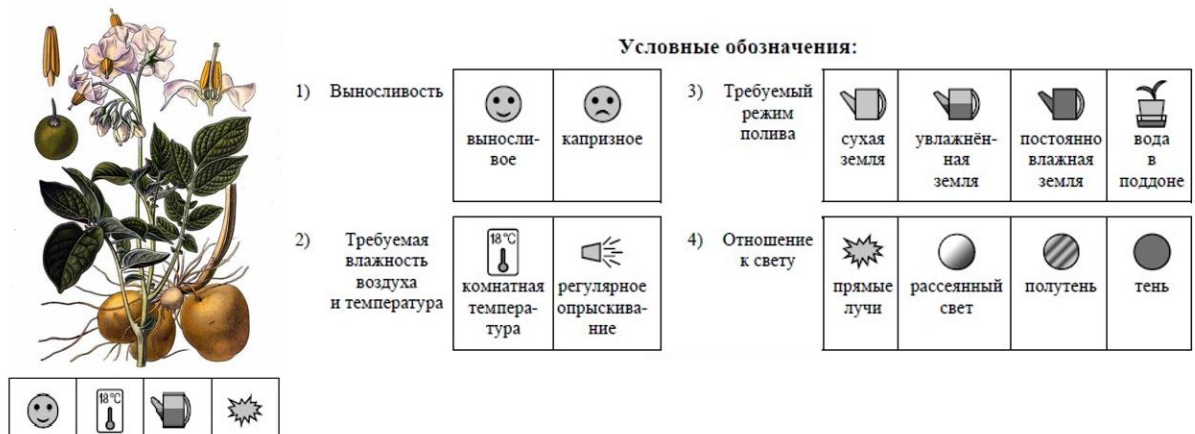 Условные обозначения:
1) Выносливость
выносли-
вое
капризное
2) Требуемая
влажность
воздуха
и температура
18 °C
комнатная
темпера-
тура
регулярное
опрыскива-
ние
3) Требуемый
режим
полива
сухая
земля
увлажнён-
ная
земля
постоянно
влажная
земля
вода
в
поддоне
4) Отношение
к свету
прямые
лучи
рассеянный
свет
полутень
тень
18 °C